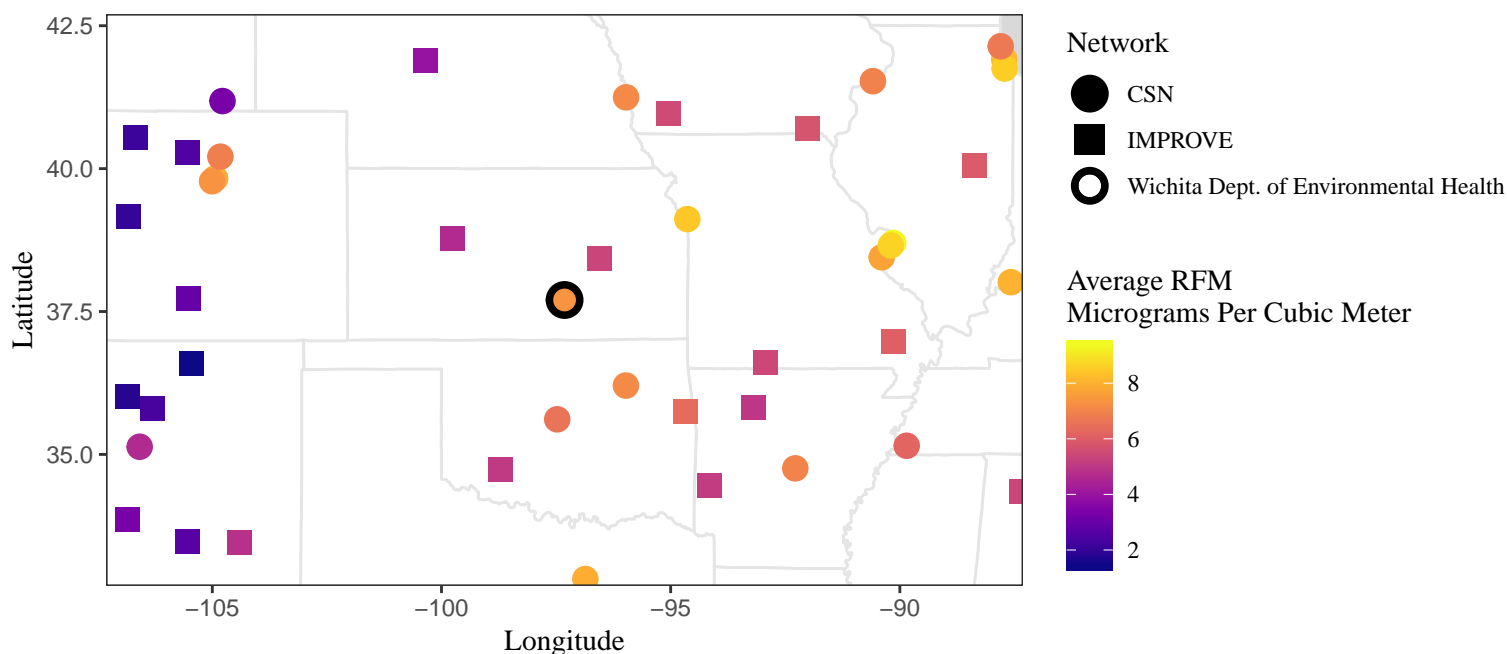 42.5
40.0
37.5
35.0
Latitude
−105
−100
−95
−90
Longitude
Network
CSN
IMPROVE
Wichita Dept. of Environmental Health
Average RFM
Micrograms Per Cubic Meter
8
6
4
2